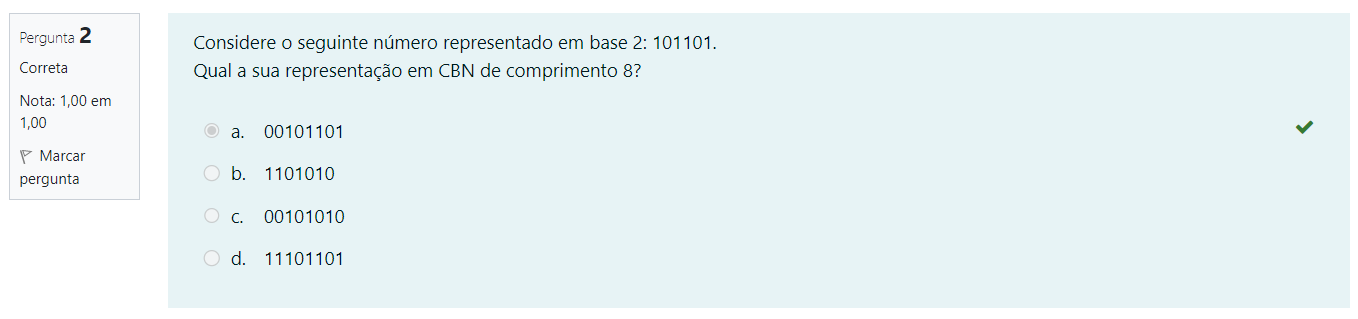 Pergunta 2
Correta
Nota: 1,00 em
1,00
Marcar
pergunta
Considere o seguinte número representado em base 2: 101101.
Qual a sua representação em CBN de comprimento 8?
a. 00101101
b. 1101010
c. 00101010
d. 11101101